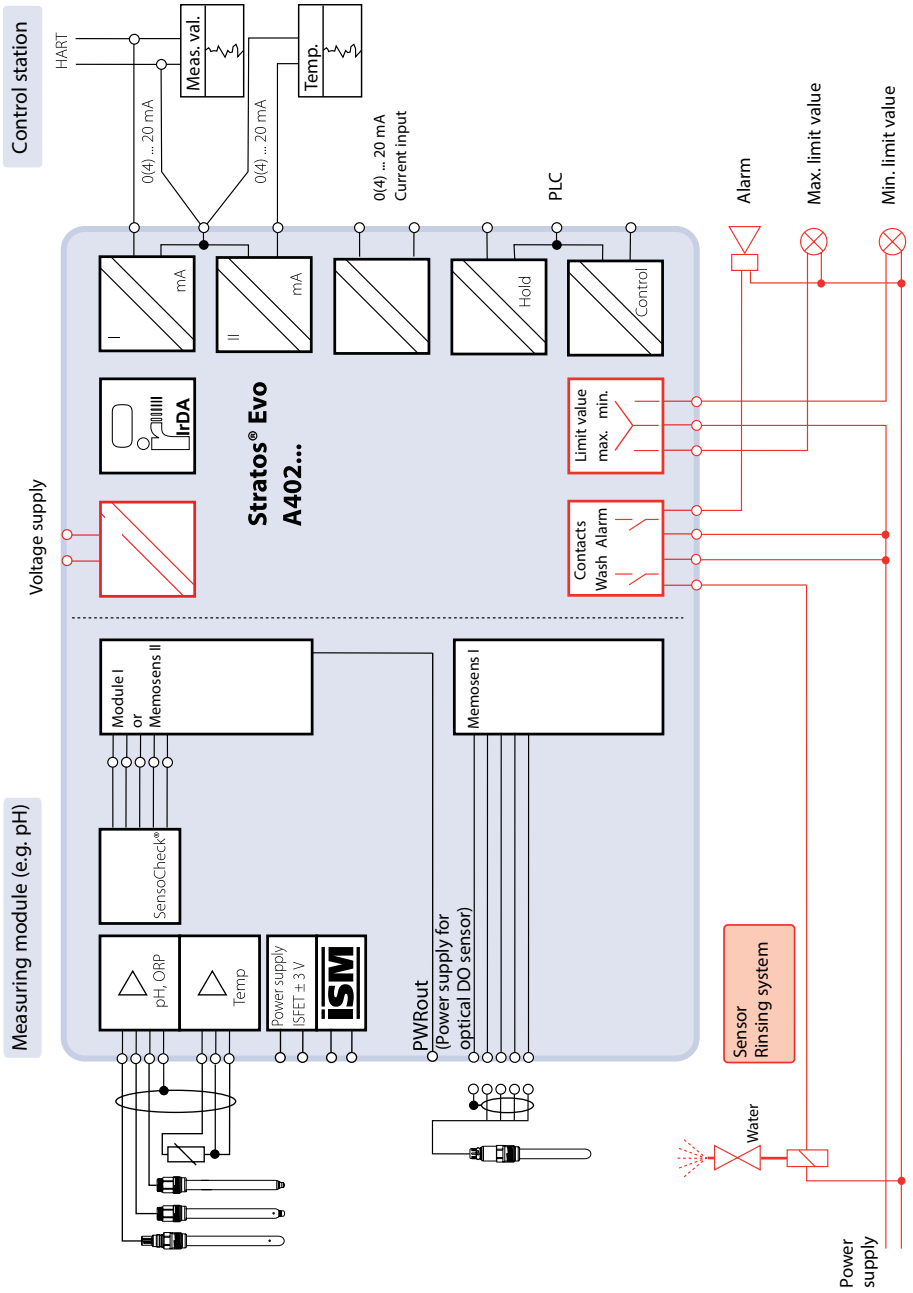 Measuring module (e.g. pH)
Control station
Voltage supply
HART
Meas. val.
Temp.
0(4) ... 20 mA
0(4) ... 20 mA
0(4) ... 20 mA
Current input
PLC
Alarm
Max. limit value
Min. limit value
pH, ORP
Temp
SensoCheck®
Module I
or
Memosens II
Power supply
ISFET ± 3 V
iSM
IrDA
I
mA
II
mA
Hold
Control
Stratos® Evo
A402...
PWRout
(Power supply for
optical DO sensor)
Memosens I
Contacts
Wash Alarm
Limit value
max. min.
Sensor
Rinsing system
Water
Power
supply